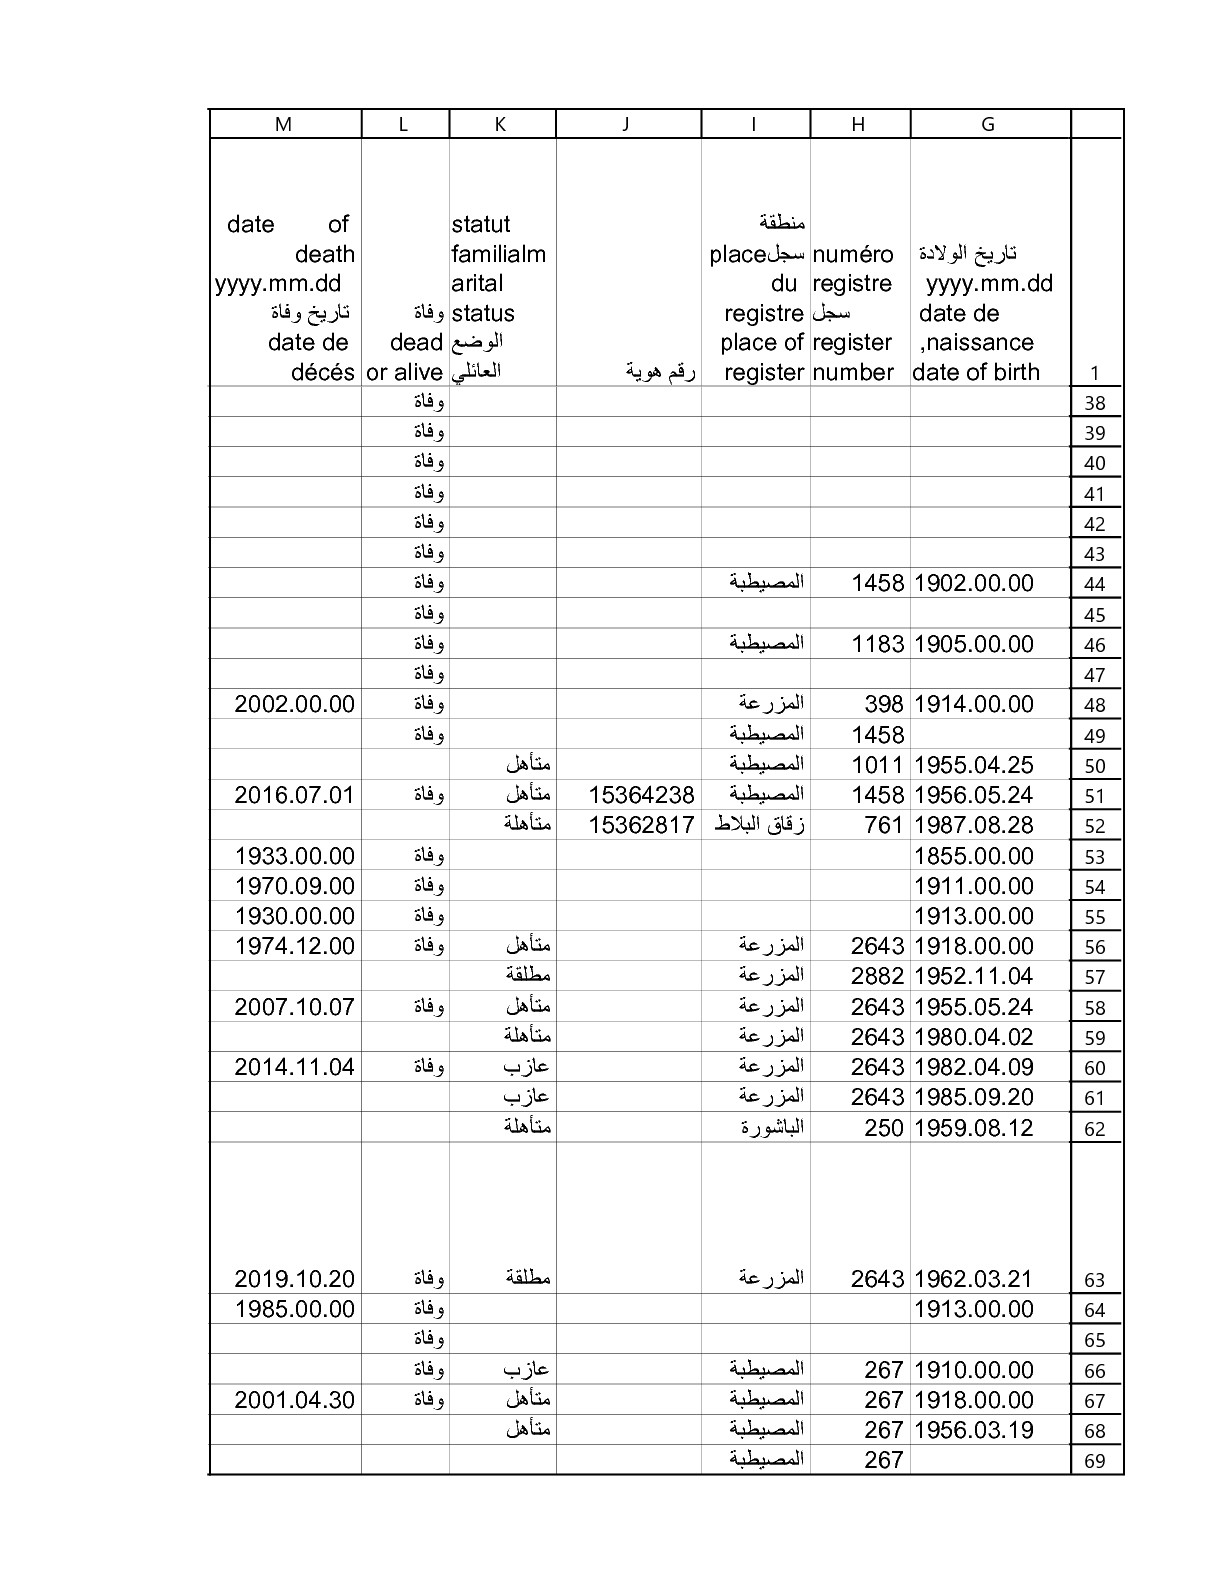 M L K J I H G
date of death yyyy.mm.dd تاريخ وفاة date de décés
وفاة dead or alive
statut familialmarital status الوضع العائلي
رقم هوية
منطقة سجلplace du registre place of register
numéro registre سجل register number
تاريخ الولادة yyyy.mm.dd date de naissance, date of birth
1
وفاة 38
وفاة 39
وفاة 40
وفاة 41
وفاة 42
وفاة 43
وفاة المصيطبة 1458 1902.00.00 44
وفاة 45
وفاة المصيطبة 1183 1905.00.00 46
وفاة 47
2002.00.00 وفاة المزرعة 398 1914.00.00 48
وفاة المصيطبة 1458 49
متأهل المصيطبة 1011 1955.04.25 50
2016.07.01 وفاة متأهل 15364238 المصيطبة 1458 1956.05.24 51
متأهلة 15362817 زقاق البلاط 761 1987.08.28 52
1933.00.00 وفاة 1855.00.00 53
1970.09.00 وفاة 1911.00.00 54
1930.00.00 وفاة 1913.00.00 55
1974.12.00 وفاة متأهل المزرعة 2643 1918.00.00 56
مطلقة المزرعة 2882 1952.11.04 57
2007.10.07 وفاة متأهل المزرعة 2643 1955.05.24 58
متأهلة المزرعة 2643 1980.04.02 59
2014.11.04 وفاة عازب المزرعة 2643 1982.04.09 60
عازب المزرعة 2643 1985.09.20 61
متأهلة الباشورة 250 1959.08.12 62
2019.10.20 وفاة مطلقة المزرعة 2643 1962.03.21 63
1985.00.00 وفاة 1913.00.00 64
وفاة 65
وفاة عازب المصيطبة 267 1910.00.00 66
2001.04.30 وفاة متأهل المصيطبة 267 1918.00.00 67
متأهل المصيطبة 267 1956.03.19 68
المصيطبة 267 69